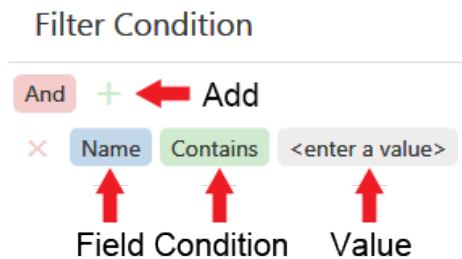 Filter Condition
And + Add
× Name Contains <enter a value>
Field Condition Value